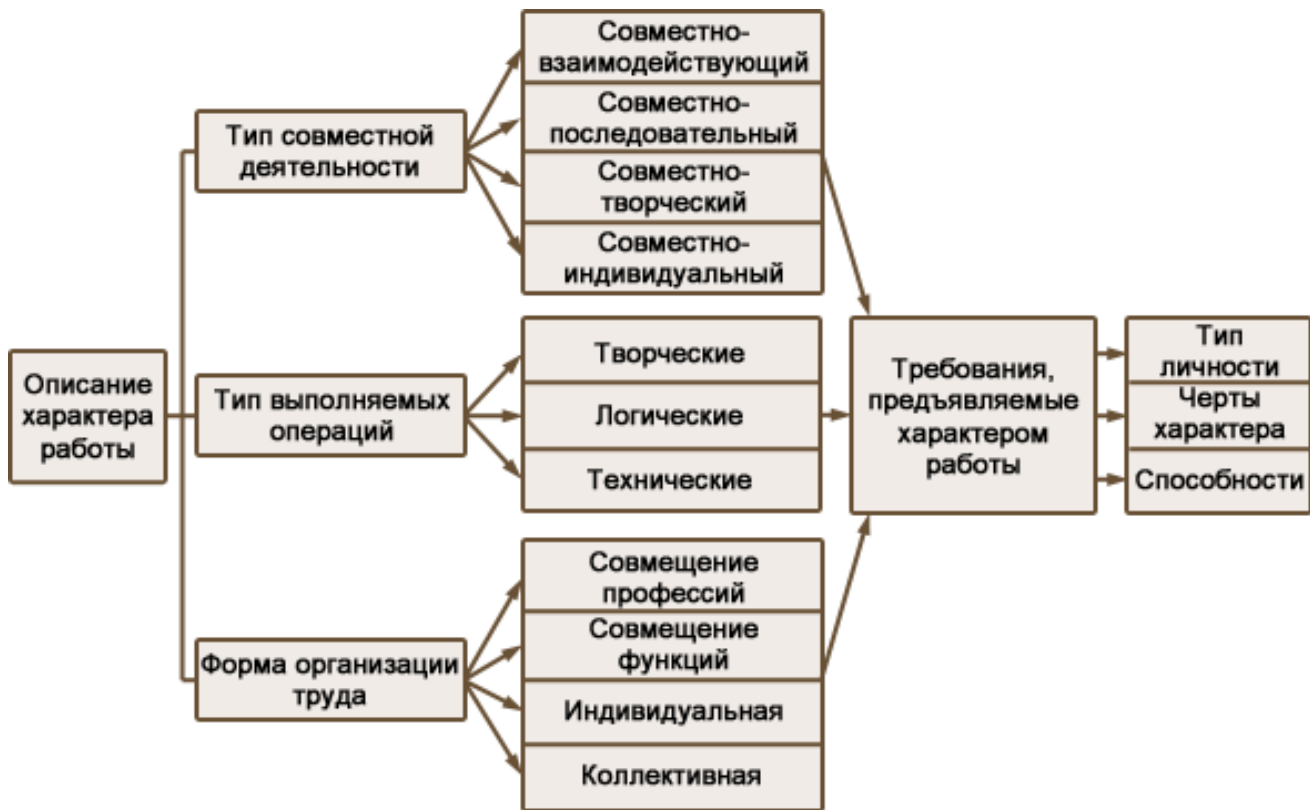 Описание
характера
работы
Тип совместной
деятельности
Совместно-
взаимодействующий
Совместно-
последовательный
Совместно-
творческий
Совместно-
индивидуальный
Тип выполняемых
операций
Творческие
Логические
Технические
Форма организации
труда
Совмещение
профессий
Совмещение
функций
Индивидуальная
Коллективная
Требования,
предъявляемые
характером
работы
Тип
личности
Черты
характера
Способности